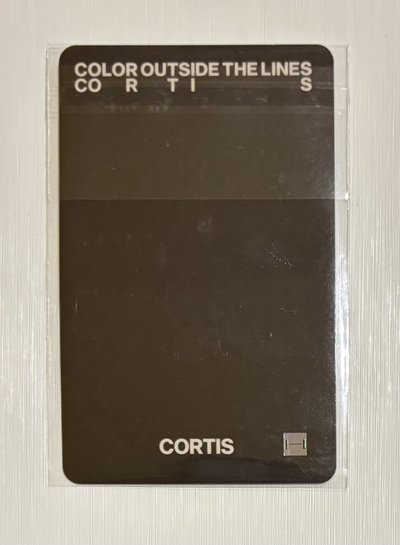 COLOR OUTSIDE THE LINES
CO R T I S
CORTIS